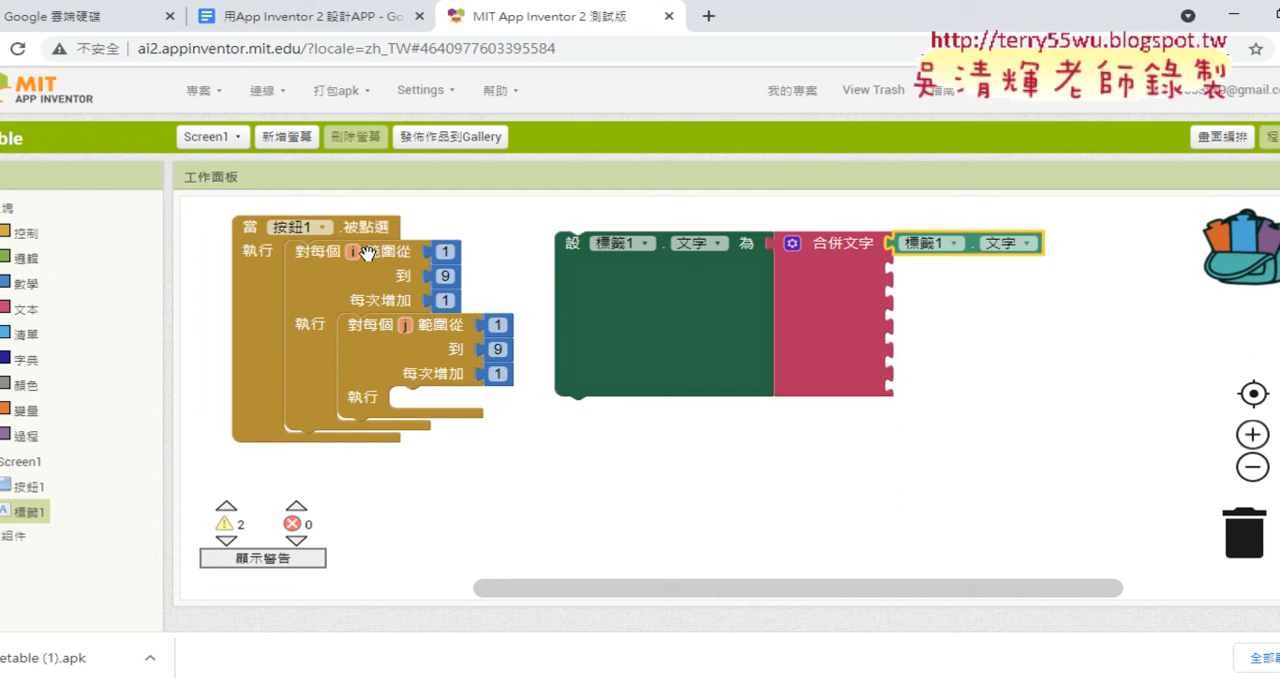 Google 雲端硬碟
用App Inventor 2 設計APP - Go
MIT App Inventor 2 測試版
不安全
ai2.appinventor.mit.edu/?locale=zh_TW#4640977603395584
http://terry55wu.blogspot.tw
吳清輝老師錄製
MIT
APP INVENTOR
專案
連線
打包apk
Settings
幫助
我的專案
View Trash
指南
@gmail.co
ble
Screen1
新增螢幕
刪除螢幕
發佈作品到Gallery
畫面編排
程
工作面板
塊
控制
邏輯
數學
文本
清單
字典
顏色
變量
過程
Screen1
按鈕1
標籤1
組件
當 按鈕1 .被點選
執行 對每個 i 範圍從 1
到 9
每次增加 1
執行 對每個 j 範圍從 1
到 9
每次增加 1
執行
設 標籤1 . 文字 為 合併文字 標籤1 . 文字
2
0
顯示警告
etable (1).apk
全部